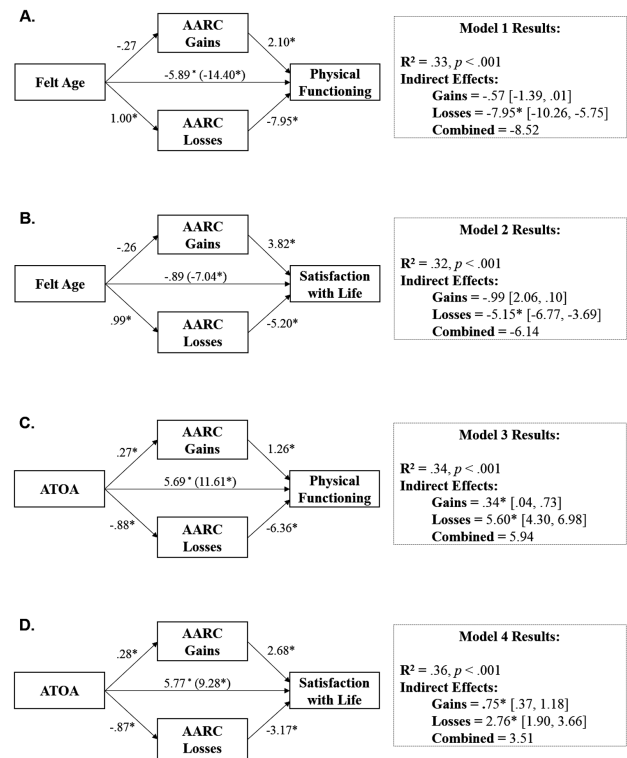 A.
AARC
Gains
-.27
2.10*
Felt Age
-5.89* (-14.40*)
Physical
Functioning
1.00*
-7.95*
AARC
Losses
Model 1 Results:
R² = .33, p < .001
Indirect Effects:
Gains = -.57 [-1.39, .01]
Losses = -7.95* [-10.26, -5.75]
Combined = -8.52
B.
AARC
Gains
-.26
3.82*
Felt Age
-.89 (-7.04*)
Satisfaction
with Life
.99*
-5.20*
AARC
Losses
Model 2 Results:
R² = .32, p < .001
Indirect Effects:
Gains = -.99 [2.06, .10]
Losses = -5.15* [-6.77, -3.69]
Combined = -6.14
C.
AARC
Gains
.27*
1.26*
ATOA
5.69* (11.61*)
Physical
Functioning
-.88*
-6.36*
AARC
Losses
Model 3 Results:
R² = .34, p < .001
Indirect Effects:
Gains = .34* [.04, .73]
Losses = 5.60* [4.30, 6.98]
Combined = 5.94
D.
AARC
Gains
.28*
2.68*
ATOA
5.77* (9.28*)
Satisfaction
with Life
-.87*
-3.17*
AARC
Losses
Model 4 Results:
R² = .36, p < .001
Indirect Effects:
Gains = .75* [.37, 1.18]
Losses = 2.76* [1.90, 3.66]
Combined = 3.51